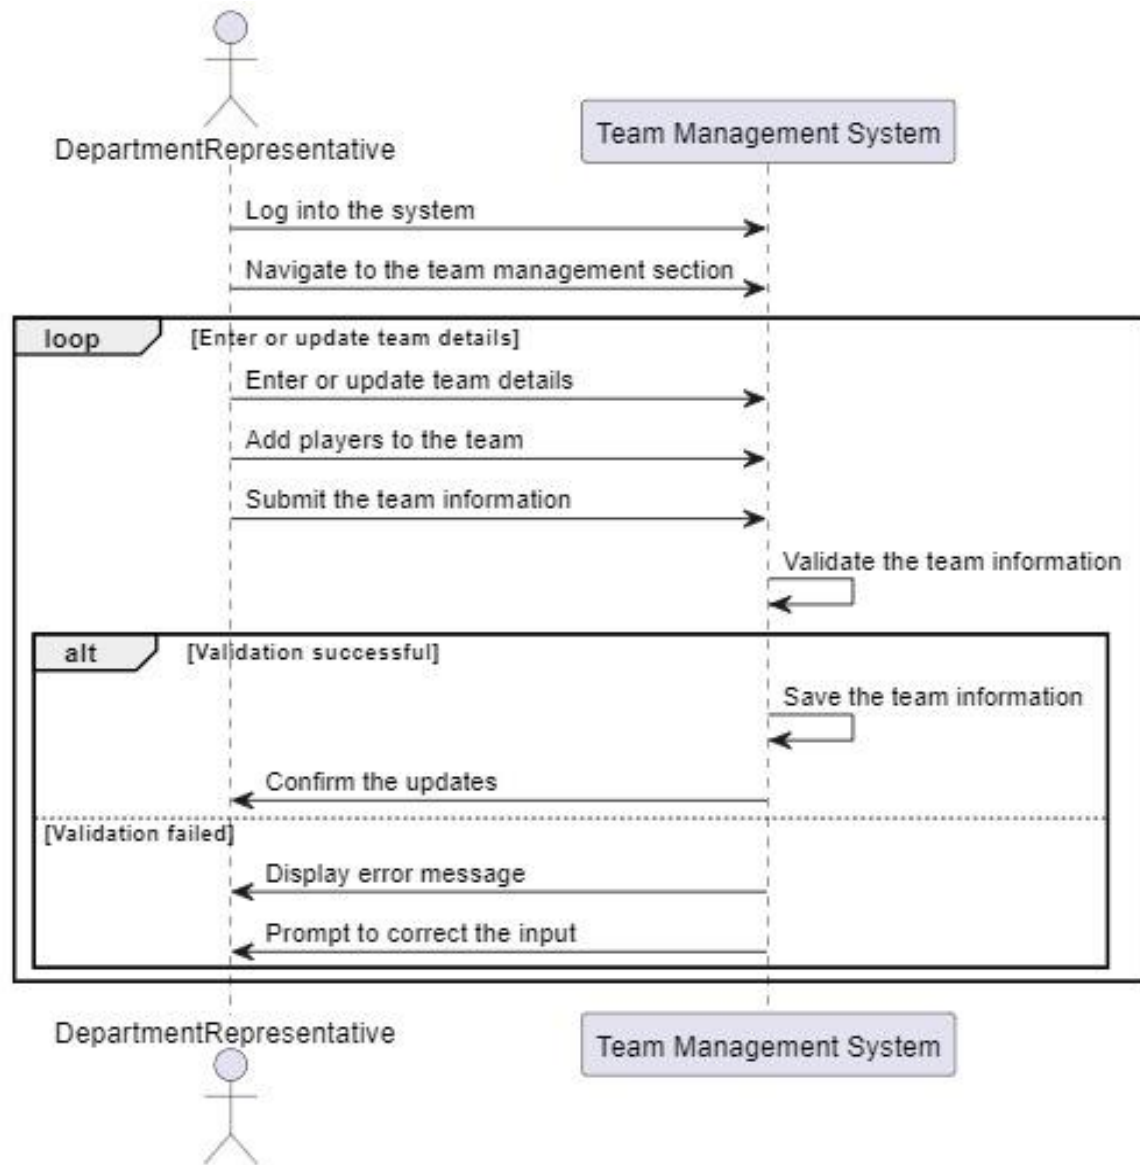 DepartmentRepresentative
Team Management System
Log into the system
Navigate to the team management section
loop
[Enter or update team details]
Enter or update team details
Add players to the team
Submit the team information
Validate the team information
alt
[Validation successful]
Save the team information
Confirm the updates
[Validation failed]
Display error message
Prompt to correct the input
DepartmentRepresentative
Team Management System